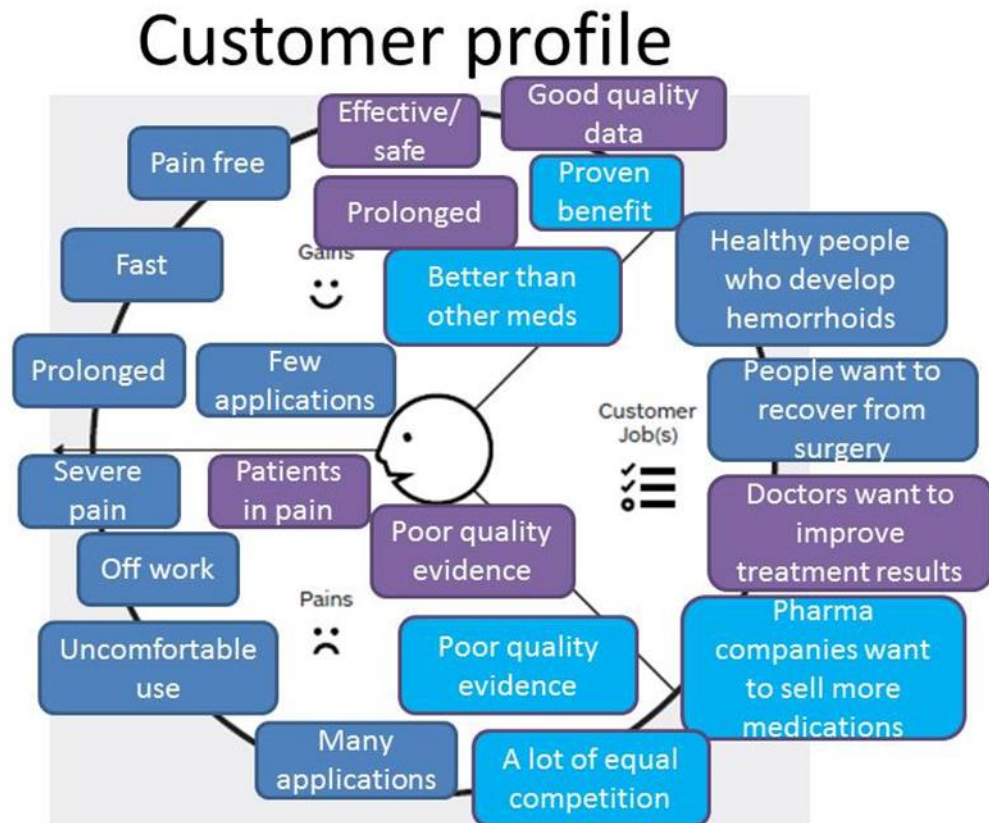 Customer profile
Effective/
safe
Good quality
data
Pain free
Proven
benefit
Prolonged
Healthy people
who develop
hemorrhoids
Fast
Gains
Better than
other meds
Prolonged
Few
applications
People want to
recover from
surgery
Customer
Job(s)
Severe
pain
Patients
in pain
Doctors want to
improve
treatment results
Poor quality
evidence
Off work
Pains
Pharma
companies want
to sell more
medications
Uncomfortable
use
Poor quality
evidence
Many
applications
A lot of equal
competition